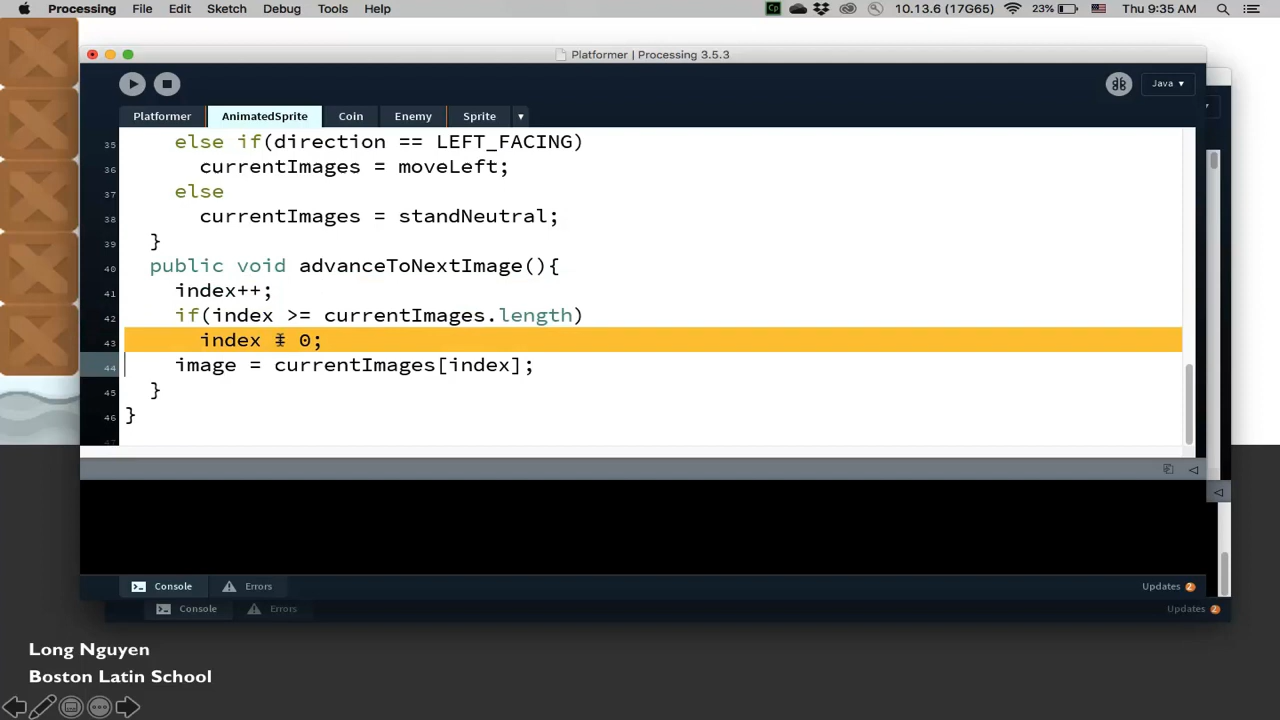 Processing File Edit Sketch Debug Tools Help 10.13.6 (17G65) 23% Thu 9:35 AM
Platformer | Processing 3.5.3
Java ▾
Platformer AnimatedSprite Coin Enemy Sprite ▾
35 else if(direction == LEFT_FACING)
36 currentImages = moveLeft;
37 else
38 currentImages = standNeutral;
39 }
40 public void advanceToNextImage(){
41 index++;
42 if(index >= currentImages.length)
43 index = 0;
44 image = currentImages[index];
45 }
46 }
47
Console Errors Updates 2
Console Errors Updates 2
Long Nguyen
Boston Latin School